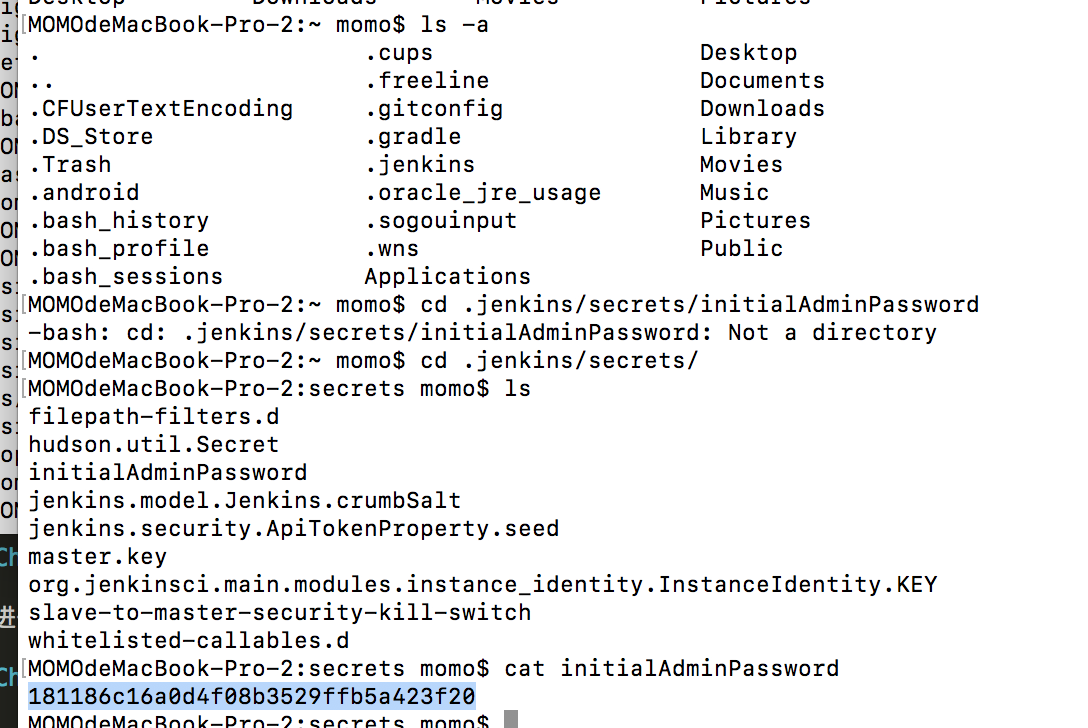 Desktop Downloads Movies Pictures
[MOMOdeMacBook-Pro-2:~ momo$ ls -a
. .cups Desktop
.. .freeline Documents
.CFUserTextEncoding .gitconfig Downloads
.DS_Store .gradle Library
.Trash .jenkins Movies
.android .oracle_jre_usage Music
.bash_history .sogouinput Pictures
.bash_profile .wns Public
.bash_sessions Applications
[MOMOdeMacBook-Pro-2:~ momo$ cd .jenkins/secrets/initialAdminPassword
-bash: cd: .jenkins/secrets/initialAdminPassword: Not a directory
[MOMOdeMacBook-Pro-2:~ momo$ cd .jenkins/secrets/
[MOMOdeMacBook-Pro-2:secrets momo$ ls
filepath-filters.d
hudson.util.Secret
initialAdminPassword
jenkins.model.Jenkins.crumbSalt
jenkins.security.ApiTokenProperty.seed
master.key
org.jenkinsci.main.modules.instance_identity.InstanceIdentity.KEY
slave-to-master-security-kill-switch
whitelisted-callables.d
[MOMOdeMacBook-Pro-2:secrets momo$ cat initialAdminPassword
181186c16a0d4f08b3529ffb5a423f20
MOMOdeMacBook-Pro-2:secrets momo$